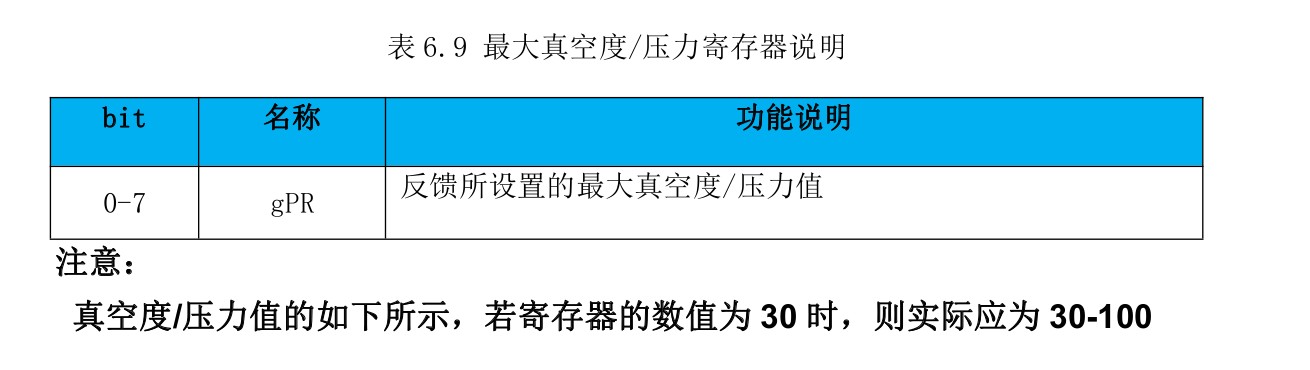 表 6.9 最大真空度/压力寄存器说明
bit 名称 功能说明
0-7 gPR 反馈所设置的最大真空度/压力值
注意：
真空度/压力值的如下所示，若寄存器的数值为 30 时，则实际应为 30-100